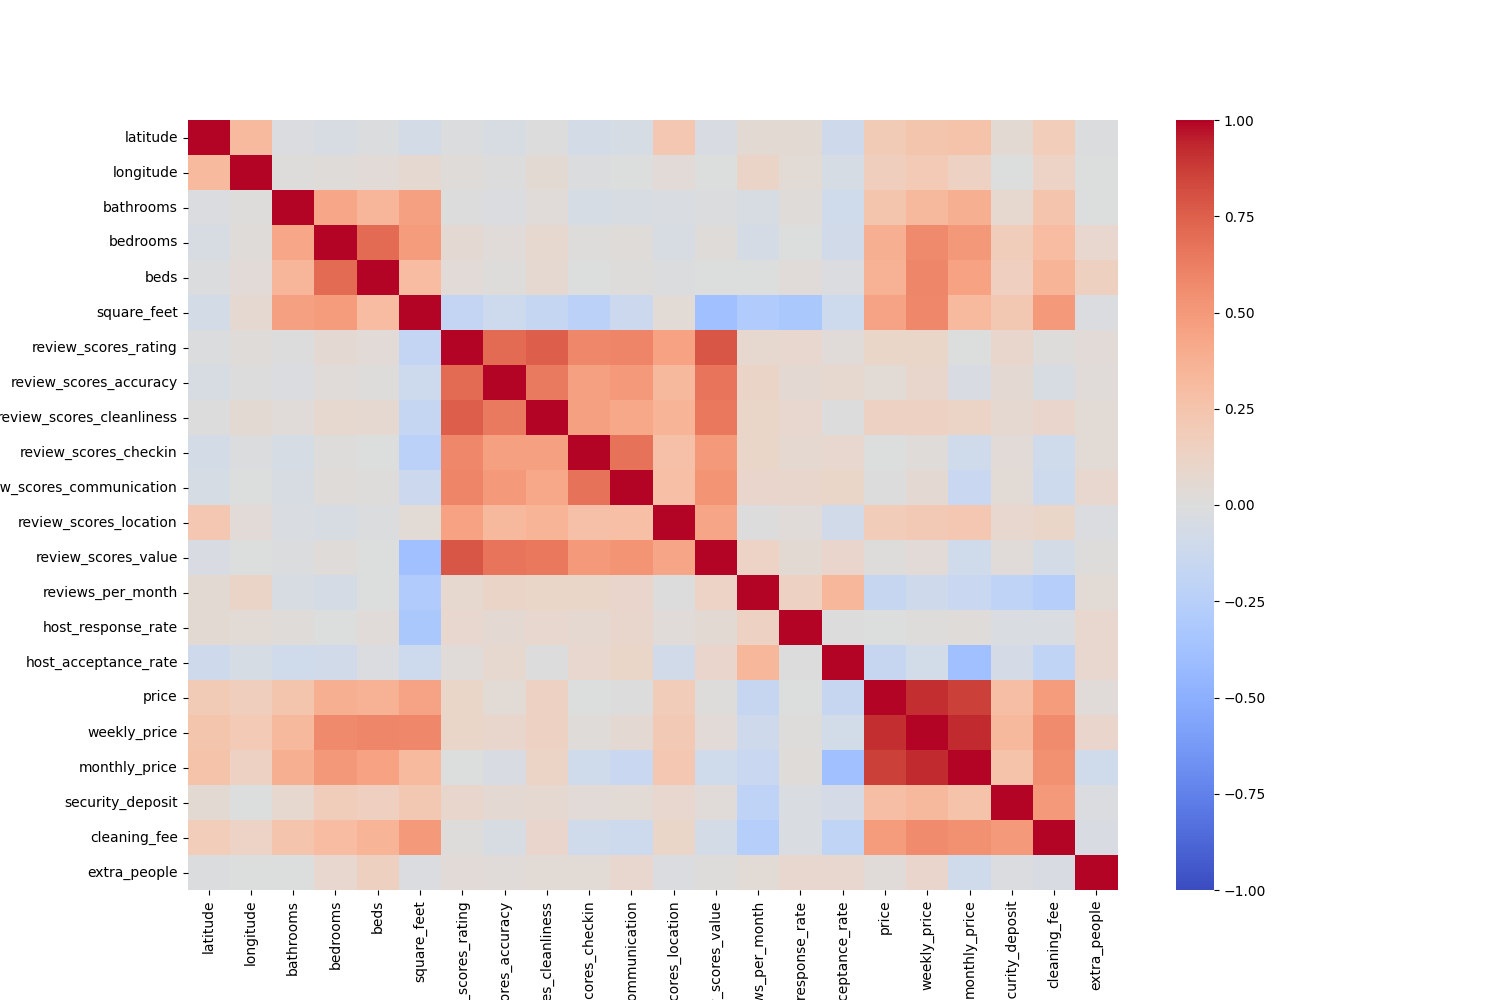 latitude
longitude
bathrooms
bedrooms
beds
square_feet
review_scores_rating
review_scores_accuracy
review_scores_cleanliness
review_scores_checkin
w_scores_communication
review_scores_location
review_scores_value
reviews_per_month
host_response_rate
host_acceptance_rate
price
weekly_price
monthly_price
security_deposit
cleaning_fee
extra_people
latitude
longitude
bathrooms
bedrooms
beds
square_feet
_scores_rating
ores_accuracy
es_cleanliness
cores_checkin
ommunication
cores_location
_scores_value
ws_per_month
response_rate
ceptance_rate
price
weekly_price
monthly_price
curity_deposit
cleaning_fee
extra_people
1.00
0.75
0.50
0.25
0.00
−0.25
−0.50
−0.75
−1.00